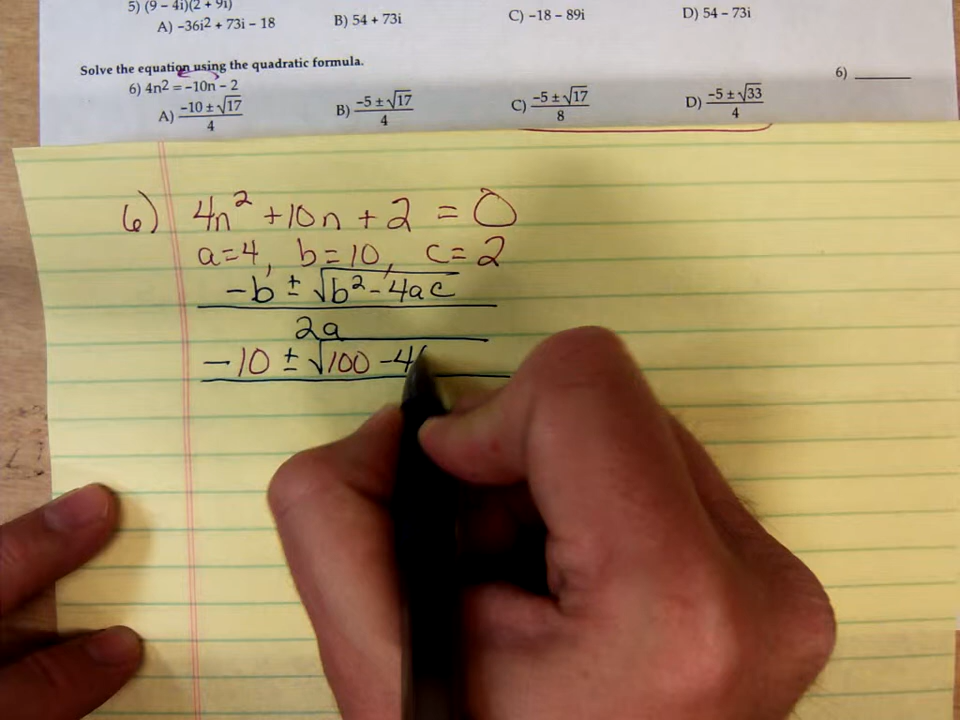 5) (9 – 4i)(2 + 9i)
A) –36i2 + 73i – 18 B) 54 + 73i C) –18 – 89i D) 54 – 73i
Solve the equation using the quadratic formula.
6) 4n2 = –10n – 2 6) ________
A) (–10 ± √17)/4 B) (–5 ± √17)/4 C) (–5 ± √17)/8 D) (–5 ± √33)/4
6) 4n² + 10n + 2 = 0
a = 4, b = 10, c = 2
–b ± √b² – 4ac
2a
–10 ± √100 – 4(